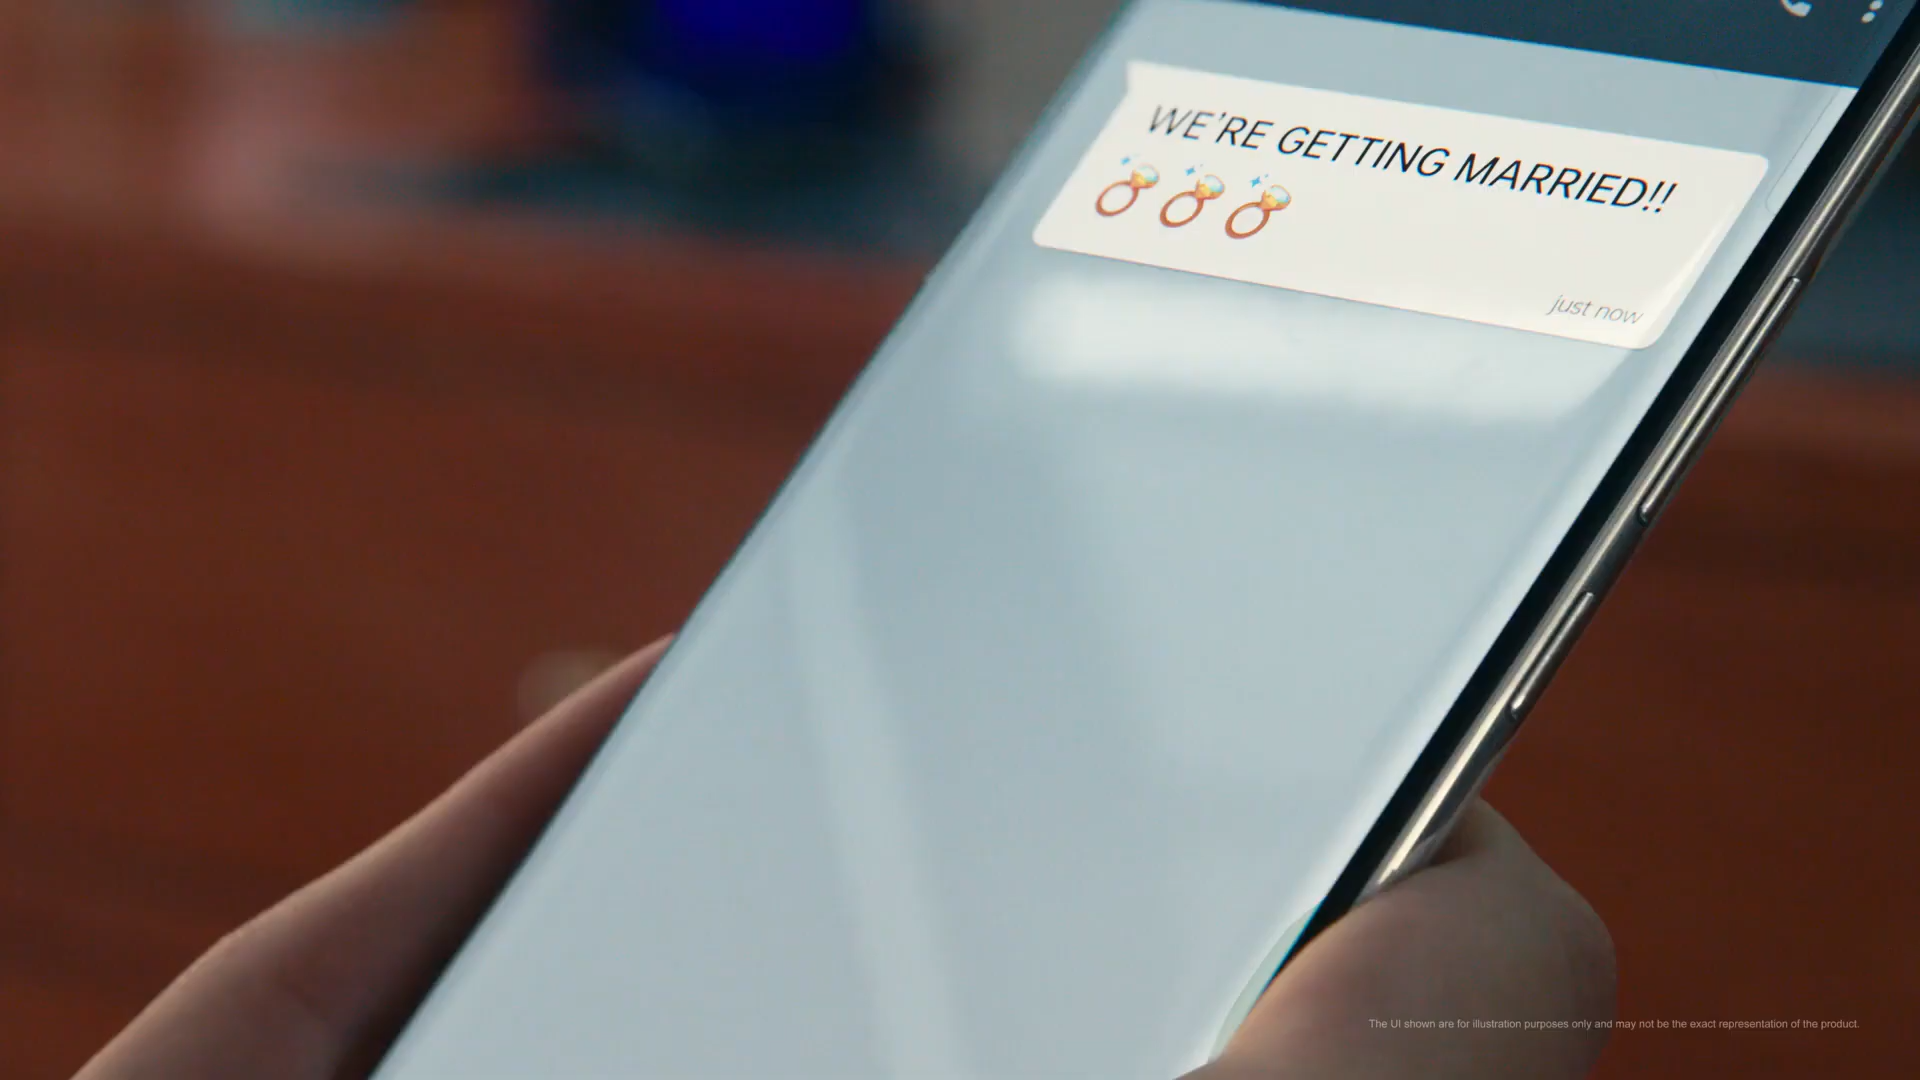 WE'RE GETTING MARRIED!!
💍💍💍
just now
The UI shown are for illustration purposes only and may not be the exact representation of the product.